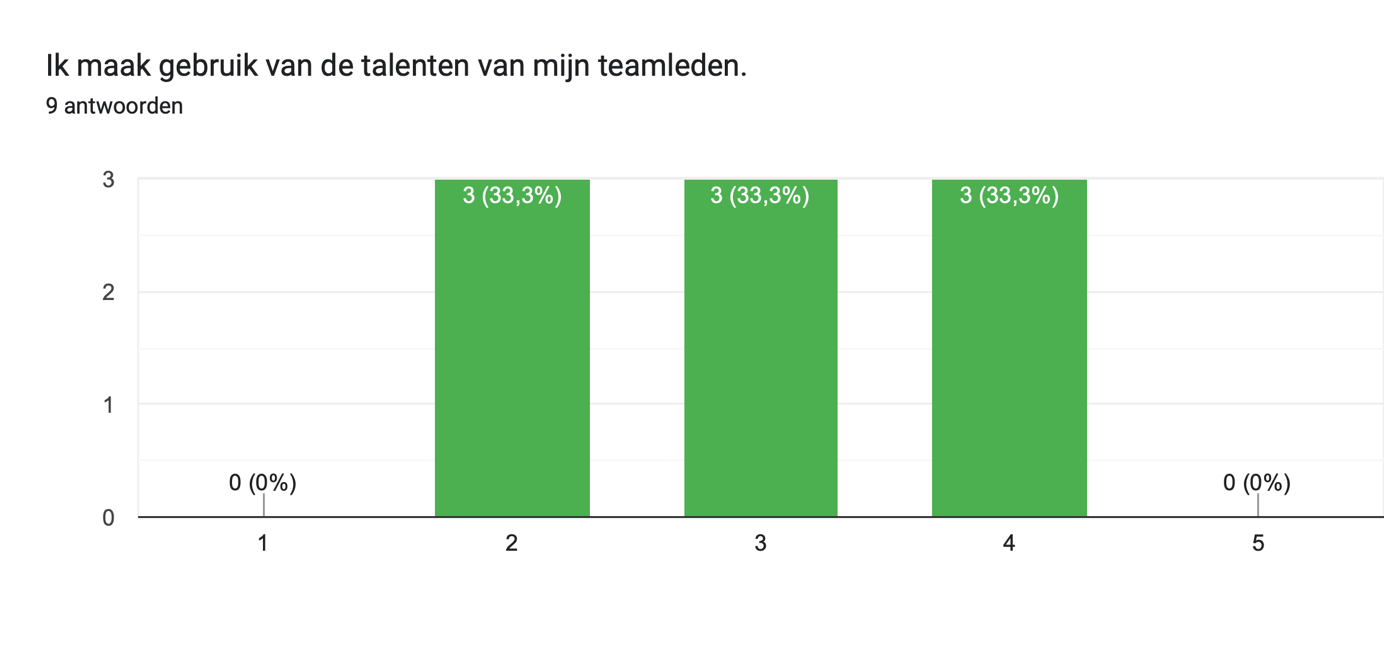 Ik maak gebruik van de talenten van mijn teamleden.
9 antwoorden
3
3 (33,3%) 3 (33,3%) 3 (33,3%)
2
1
0 (0%) 0 (0%)
0
1 2 3 4 5